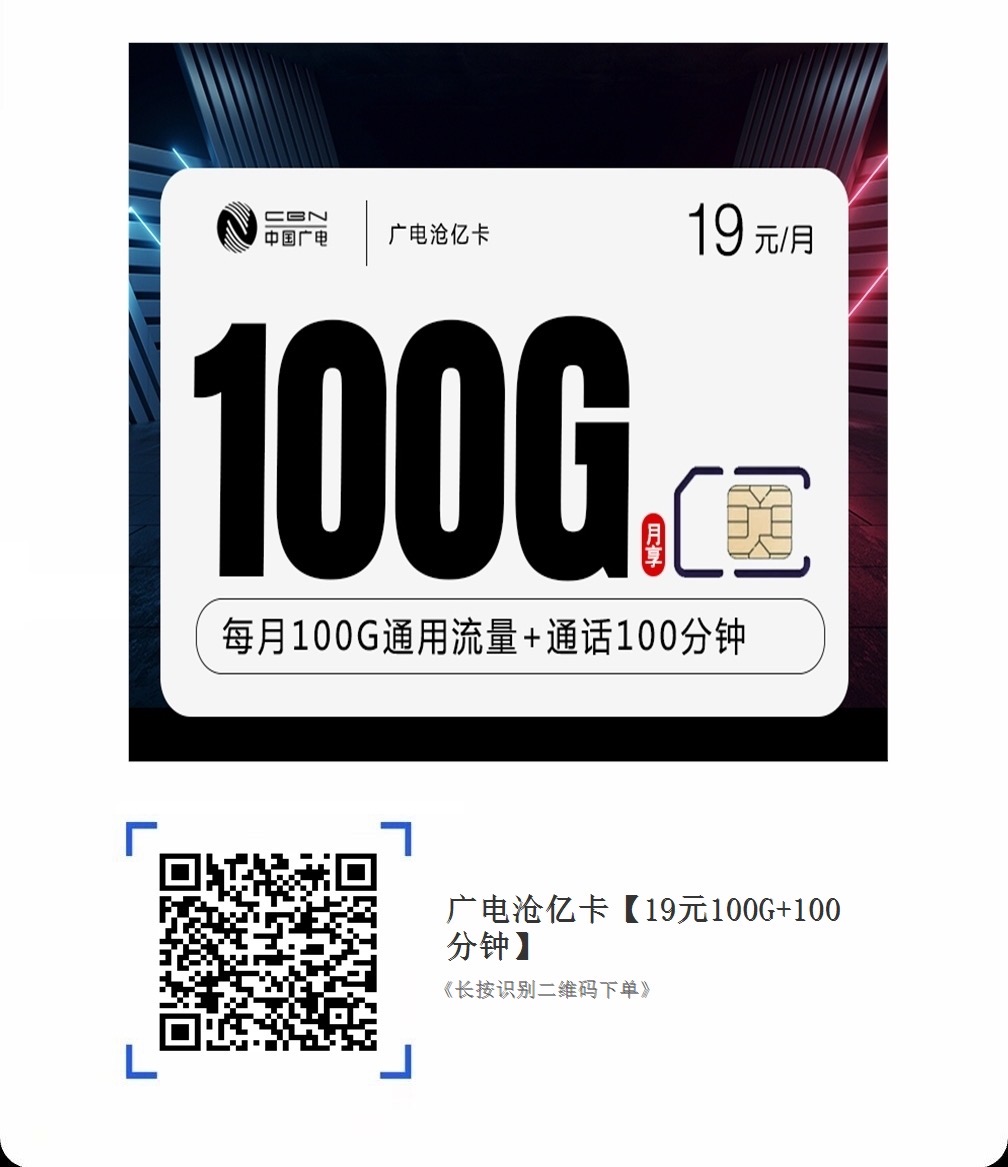 CBN
中国广电
广电沧亿卡
19元/月
100G
月享
每月100G通用流量+通话100分钟
广电沧亿卡【19元100G+100
分钟】
《长按识别二维码下单》